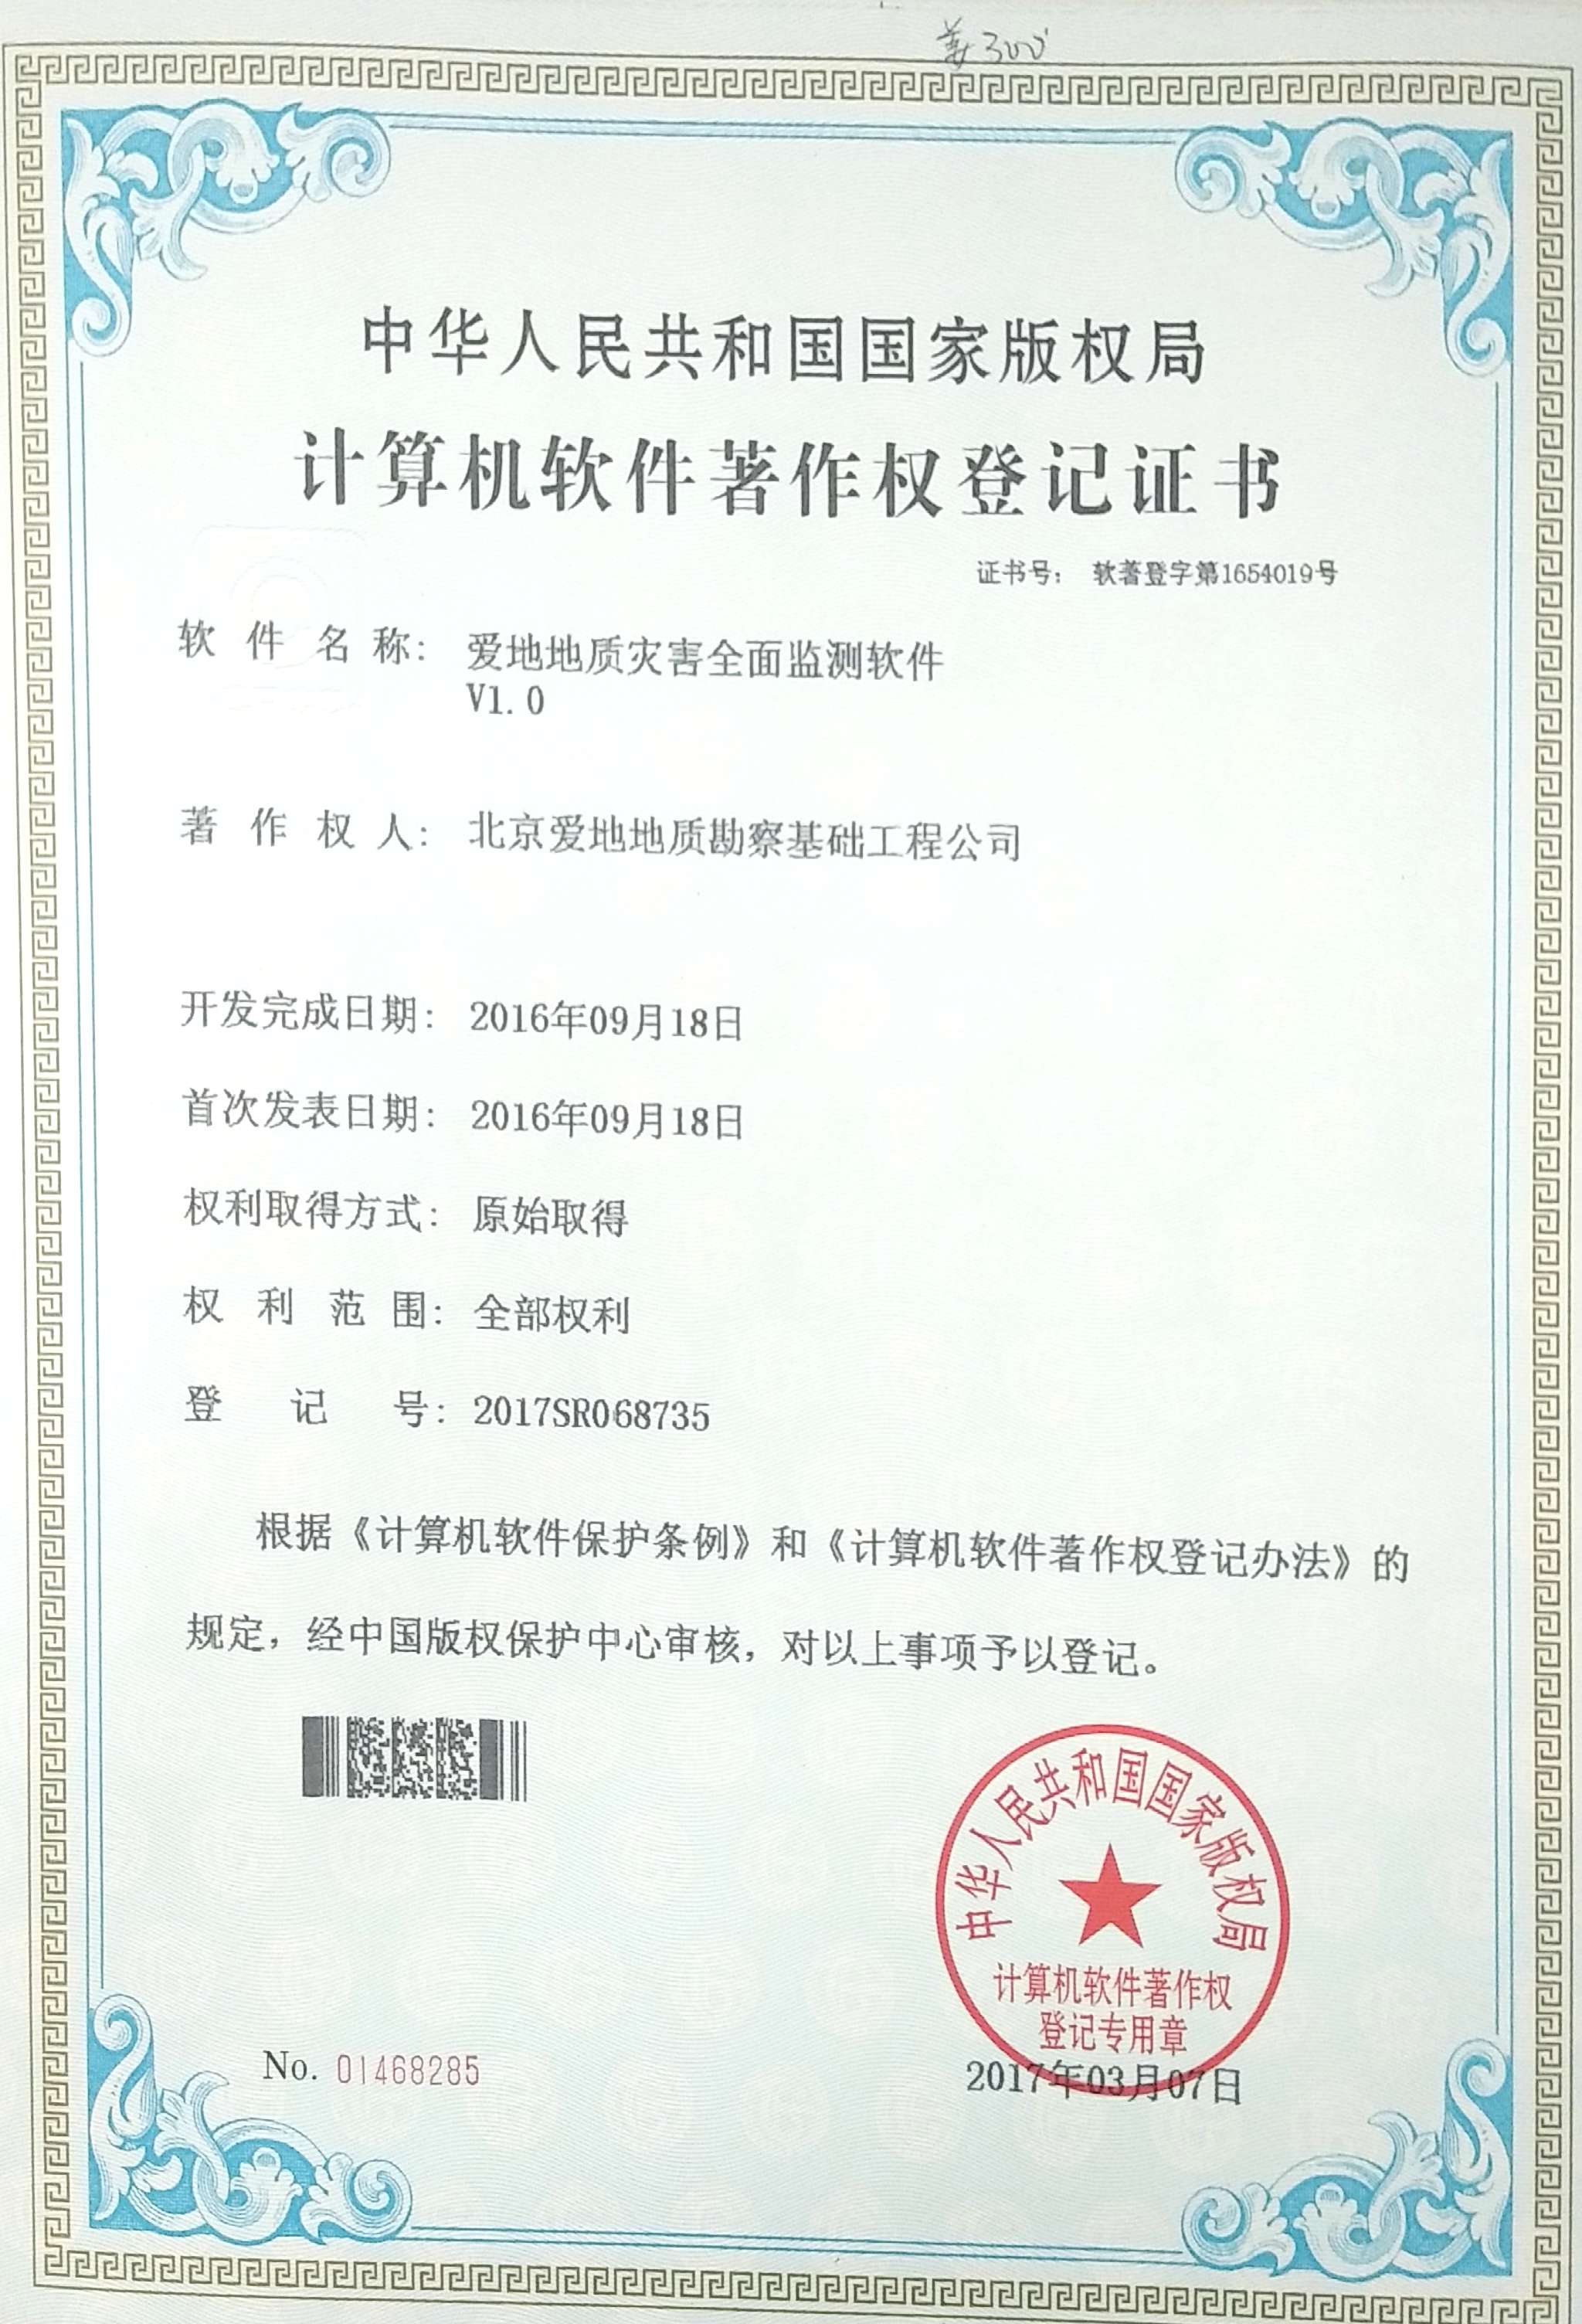 中华人民共和国国家版权局
计算机软件著作权登记证书
证书号： 软著登字第1654019号
软件名称： 爱地地质灾害全面监测软件
V1.0
著作权人： 北京爱地地质勘察基础工程公司
开发完成日期： 2016年09月18日
首次发表日期： 2016年09月18日
权利取得方式： 原始取得
权利范围： 全部权利
登记号： 2017SR068735
根据《计算机软件保护条例》和《计算机软件著作权登记办法》的
规定，经中国版权保护中心审核，对以上事项予以登记。
中华人民共和国国家版权局
计算机软件著作权
登记专用章
No. 01468285
2017年03月07日